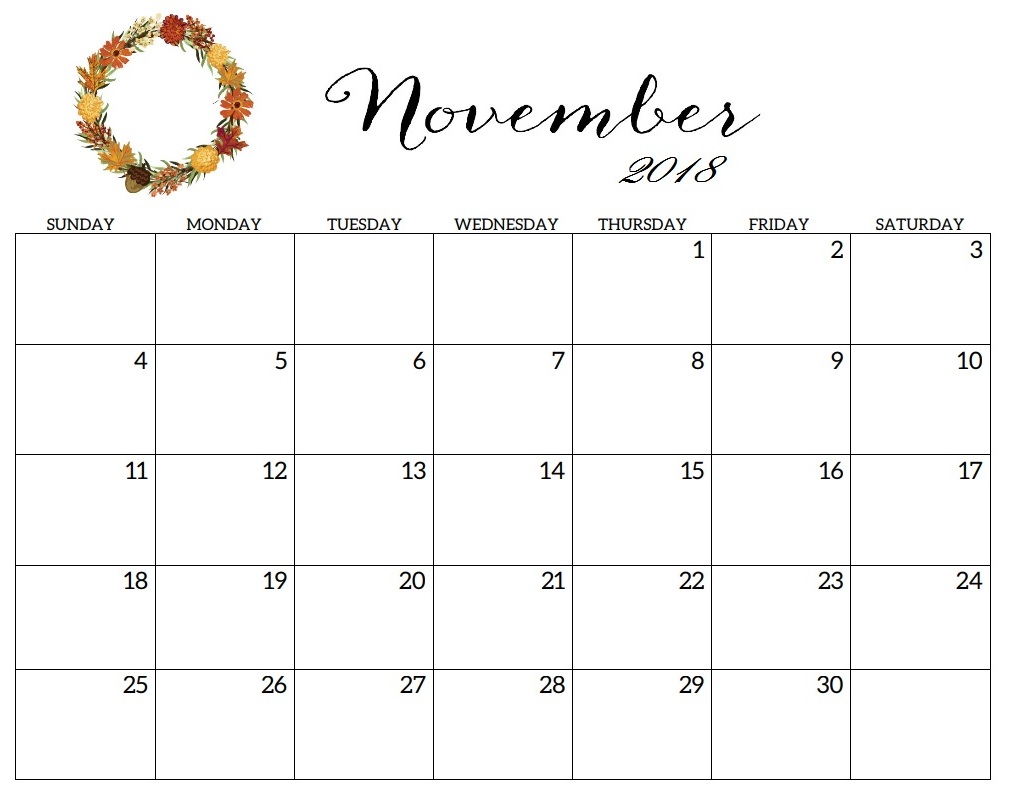 November
2018
SUNDAY MONDAY TUESDAY WEDNESDAY THURSDAY FRIDAY SATURDAY
1 2 3
4 5 6 7 8 9 10
11 12 13 14 15 16 17
18 19 20 21 22 23 24
25 26 27 28 29 30